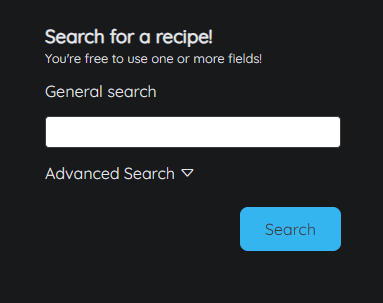 Search for a recipe!
You're free to use one or more fields!
General search
Advanced Search
Search